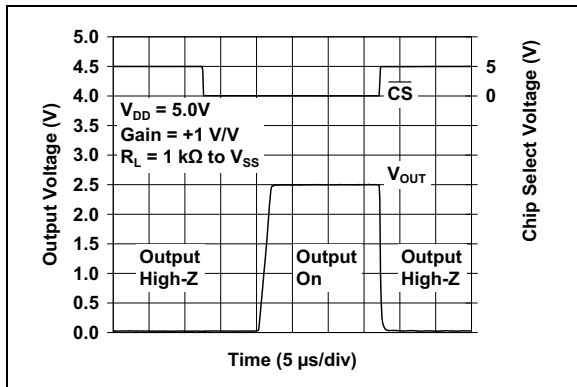 5.0
4.5
4.0
3.5
3.0
2.5
2.0
1.5
1.0
0.5
0.0
Output Voltage (V)
5
0
Chip Select Voltage (V)
CS
V_DD = 5.0V
Gain = +1 V/V
R_L = 1 kΩ to V_SS
V_OUT
Output
High-Z
Output
On
Output
High-Z
Time (5 µs/div)